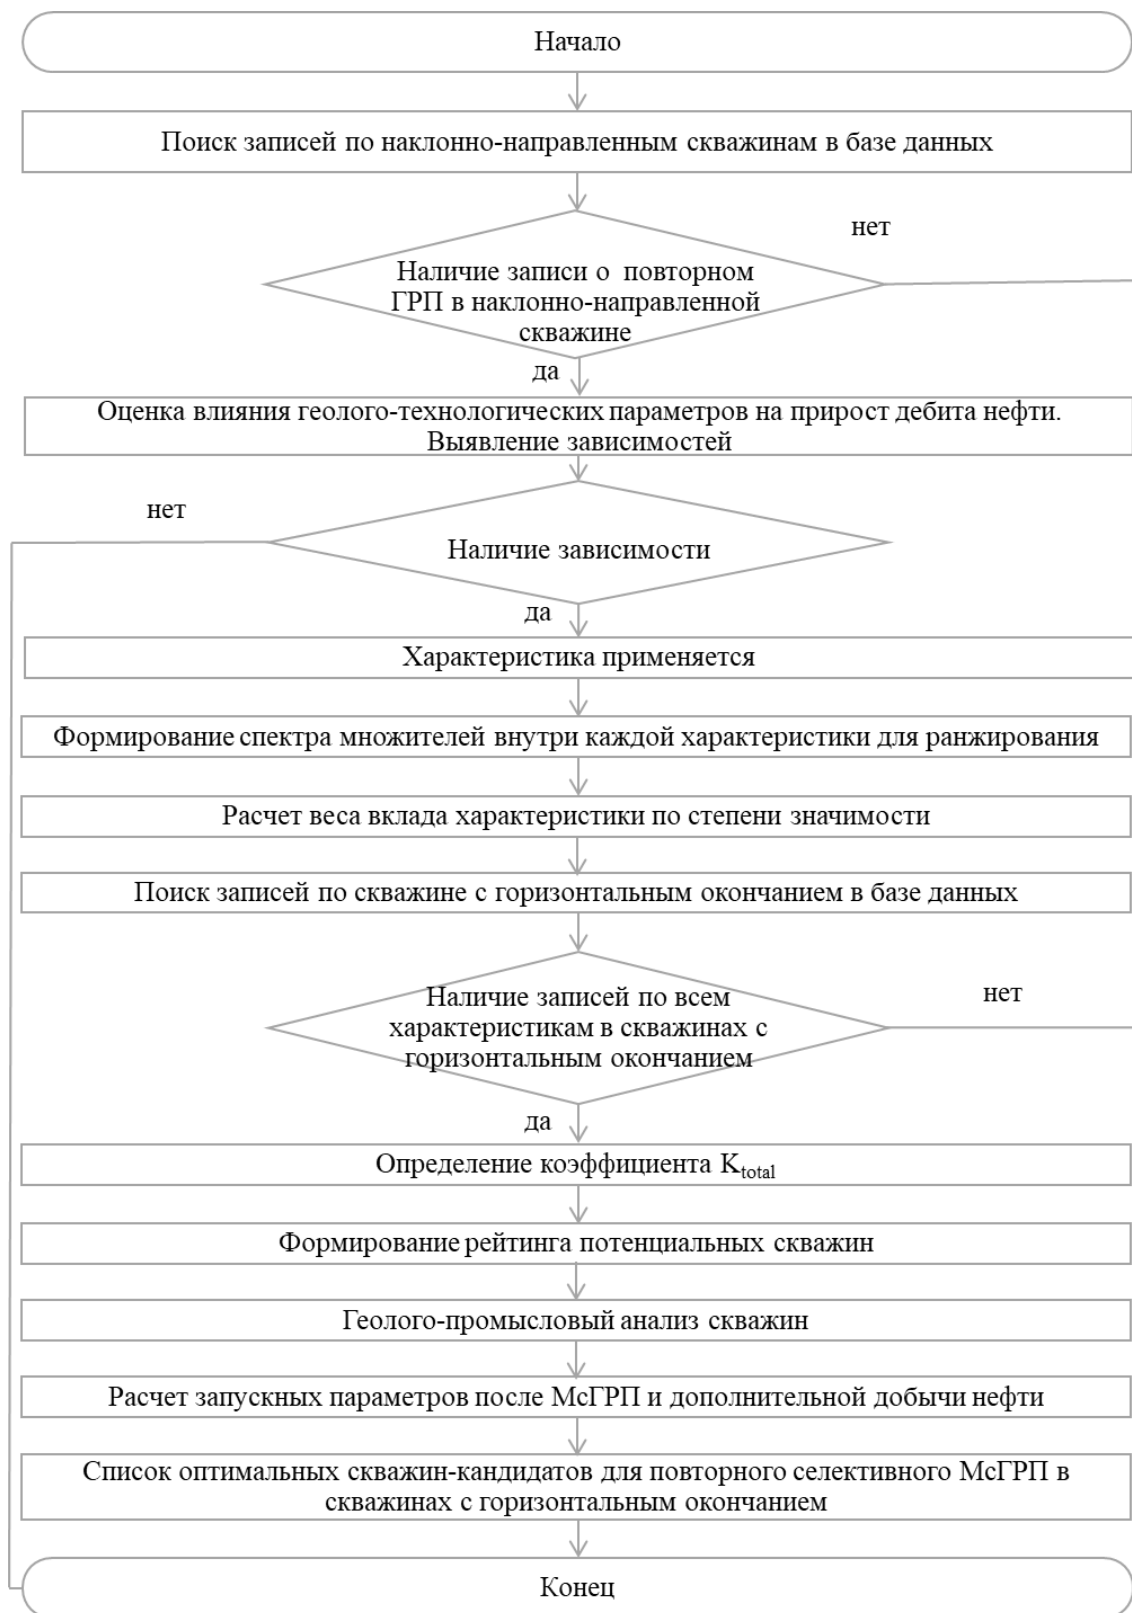 Начало
Поиск записей по наклонно-направленным скважинам в базе данных
нет
Наличие записи о повторном
ГРП в наклонно-направленной
скважине
да
Оценка влияния геолого-технологических параметров на прирост дебита нефти.
Выявление зависимостей
нет
Наличие зависимости
да
Характеристика применяется
Формирование спектра множителей внутри каждой характеристики для ранжирования
Расчет веса вклада характеристики по степени значимости
Поиск записей по скважине с горизонтальным окончанием в базе данных
Наличие записей по всем
характеристикам в скважинах с
горизонтальным окончанием
нет
да
Определение коэффициента Ktotal
Формирование рейтинга потенциальных скважин
Геолого-промысловый анализ скважин
Расчет запускных параметров после МсГРП и дополнительной добычи нефти
Список оптимальных скважин-кандидатов для повторного селективного МсГРП в
скважинах с горизонтальным окончанием
Конец